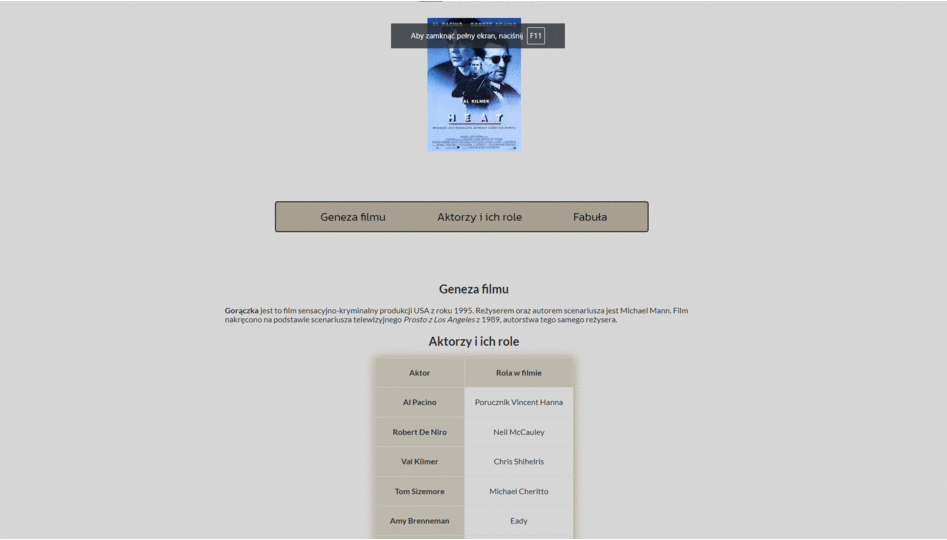 AL PACINO ROBERT DE NIRO
Aby zamknąć pełny ekran, naciśnij F11
VAL KILMER
HEAT
Geneza filmu Aktorzy i ich role Fabuła
Geneza filmu
Gorączka jest to film sensacyjno-kryminalny produkcji USA z roku 1995. Reżyserem oraz autorem scenariusza jest Michael Mann. Film
nakręcono na podstawie scenariusza telewizyjnego Prosto z Los Angeles z 1989, autorstwa tego samego reżysera.
Aktorzy i ich role
Aktor Rola w filmie
Al Pacino Porucznik Vincent Hanna
Robert De Niro Neil McCauley
Val Kilmer Chris Shihelris
Tom Sizemore Michael Cheritto
Amy Brenneman Eady